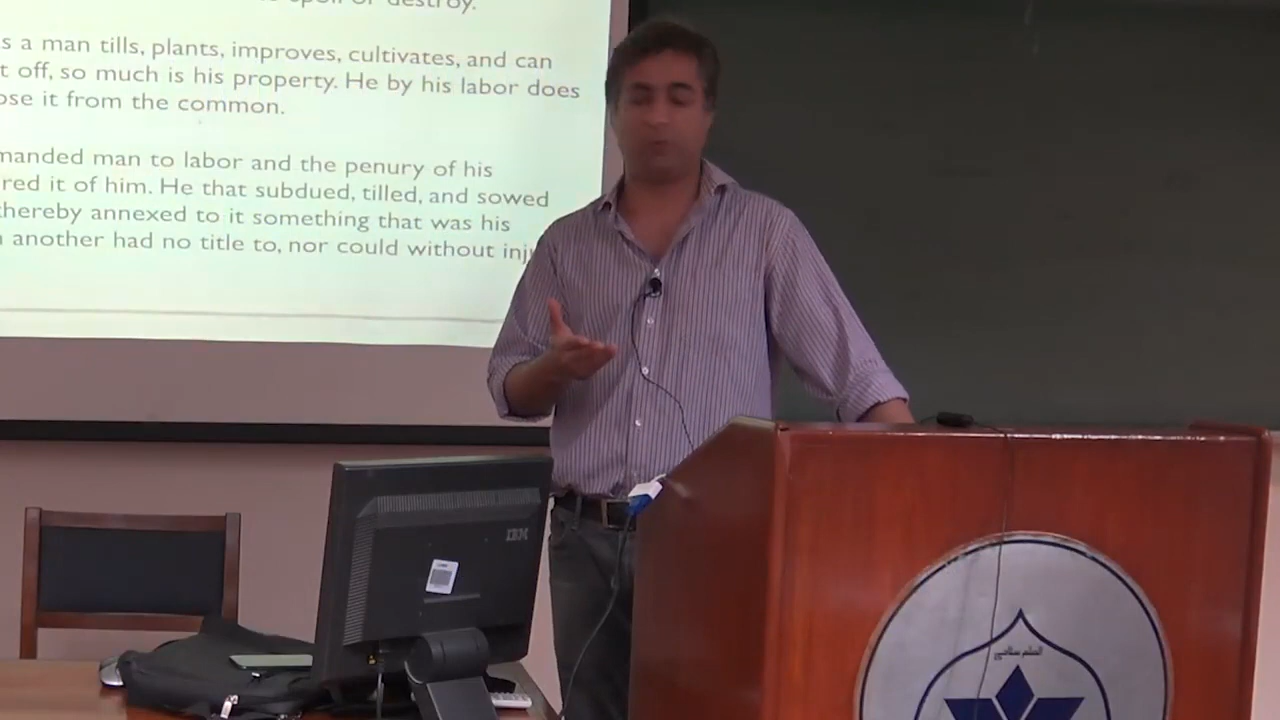 spoil or destroy.
s a man tills, plants, improves, cultivates, and can
t off, so much is his property. He by his labor does
ose it from the common.
manded man to labor and the penury of his
red it of him. He that subdued, tilled, and sowed
thereby annexed to it something that was his
another had no title to, nor could without inj
IBM